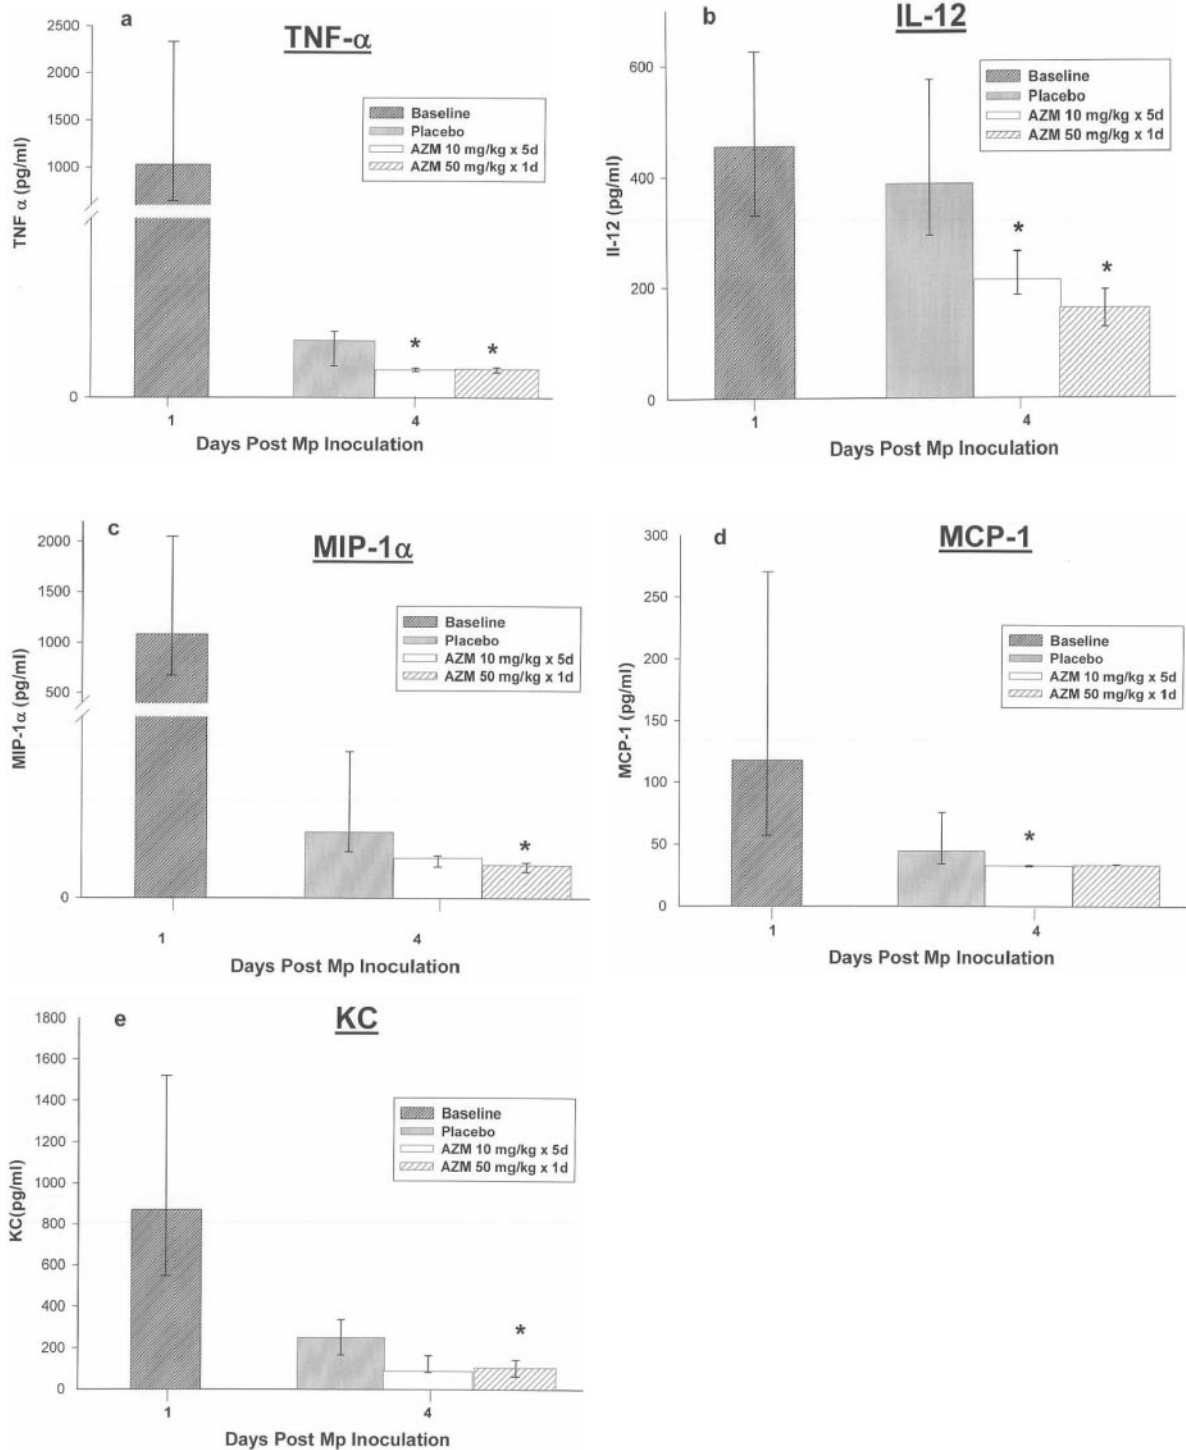 a
TNF-α
2500
2000
1500
1000
0
TNF α (pg/ml)
Baseline
Placebo
AZM 10 mg/kg x 5d
AZM 50 mg/kg x 1d
*
*
1
4
Days Post Mp Inoculation
b
IL-12
600
400
200
0
Il-12 (pg/ml)
Baseline
Placebo
AZM 10 mg/kg x 5d
AZM 50 mg/kg x 1d
*
*
1
4
Days Post Mp Inoculation
c
MIP-1α
2000
1500
1000
500
0
MIP-1α (pg/ml)
Baseline
Placebo
AZM 10 mg/kg x 5d
AZM 50 mg/kg x 1d
*
1
4
Days Post Mp Inoculation
d
MCP-1
300
250
200
150
100
50
0
MCP-1 (pg/ml)
Baseline
Placebo
AZM 10 mg/kg x 5d
AZM 50 mg/kg x 1d
*
1
4
Days Post Mp Inoculation
e
KC
1800
1600
1400
1200
1000
800
600
400
200
0
KC(pg/ml)
Baseline
Placebo
AZM 10 mg/kg x 5d
AZM 50 mg/kg x 1d
*
1
4
Days Post Mp Inoculation